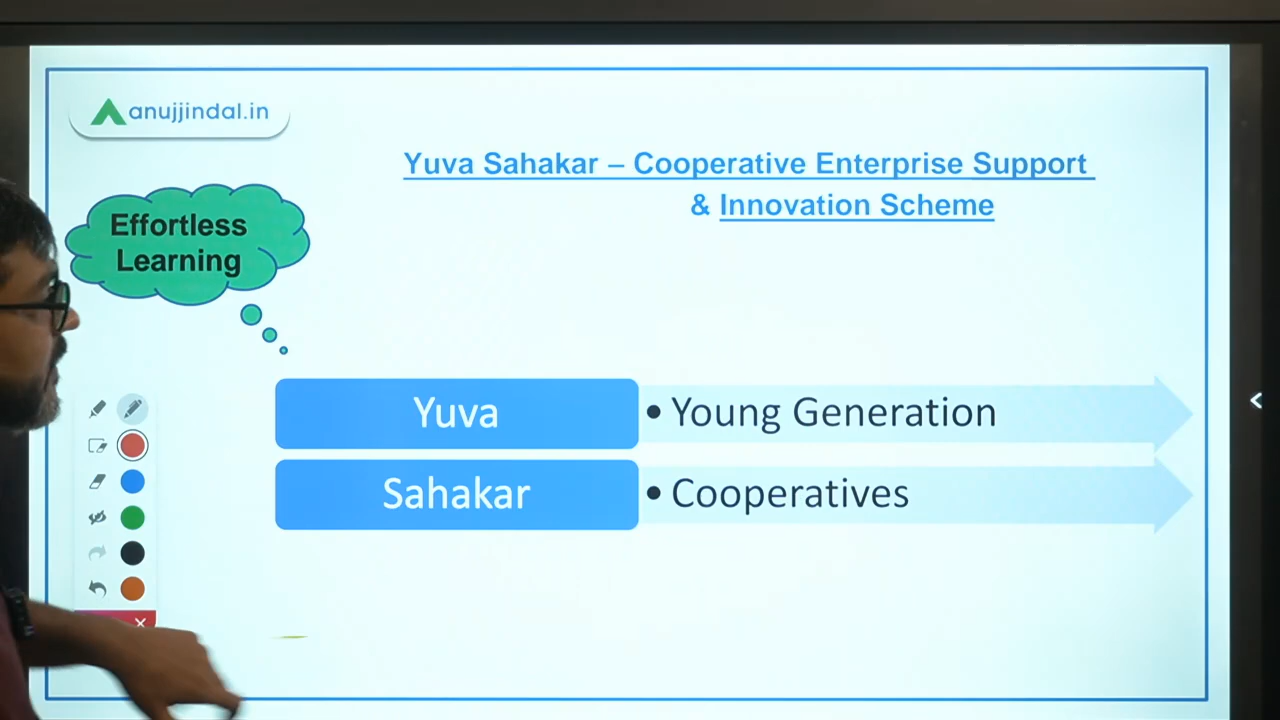 anujjindal.in
Yuva Sahakar – Cooperative Enterprise Support
& Innovation Scheme
Effortless
Learning
Yuva
• Young Generation
Sahakar
• Cooperatives